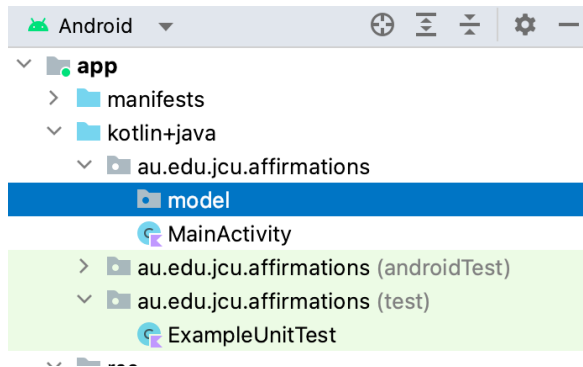 Android
app
manifests
kotlin+java
au.edu.jcu.affirmations
model
MainActivity
au.edu.jcu.affirmations (androidTest)
au.edu.jcu.affirmations (test)
ExampleUnitTest